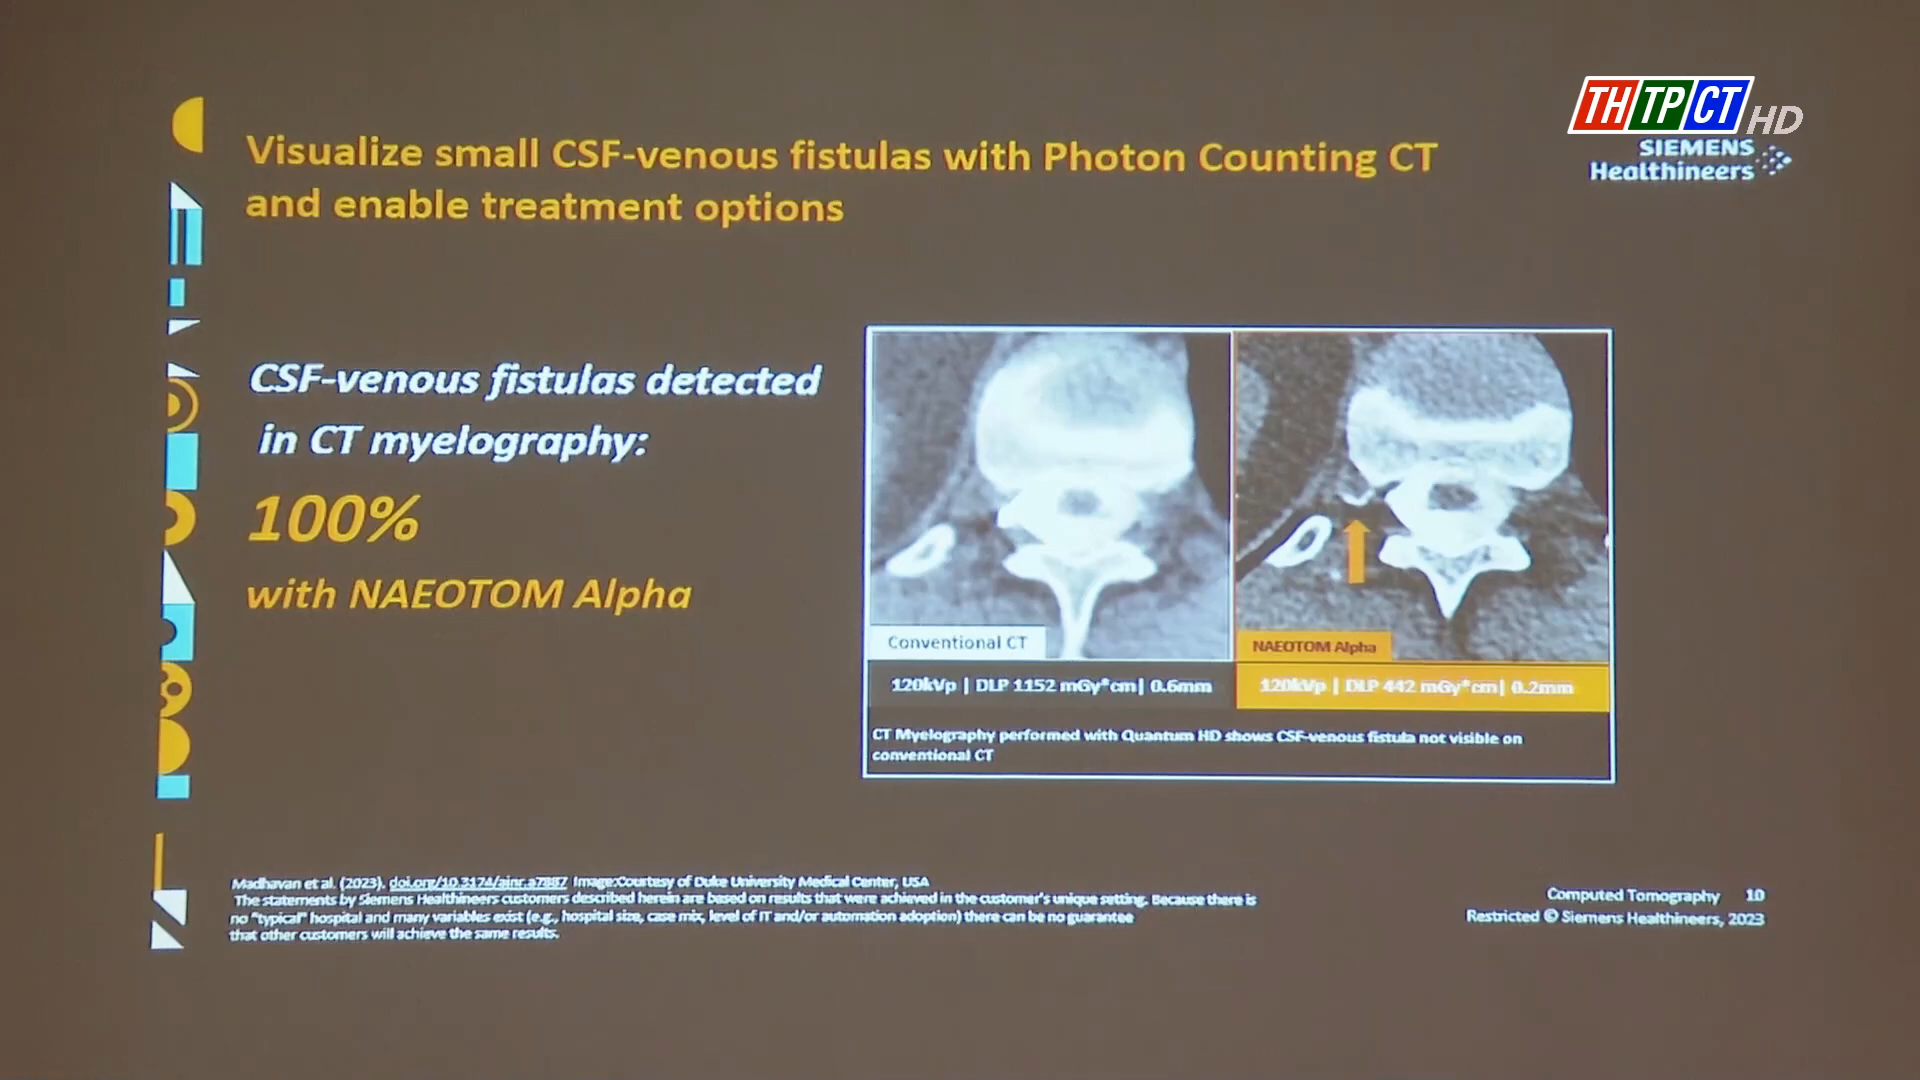 TH TP CT HD
SIEMENS
Healthineers
Visualize small CSF-venous fistulas with Photon Counting CT
and enable treatment options
CSF-venous fistulas detected
in CT myelography:
100%
with NAEOTOM Alpha
Conventional CT
NAEOTOM Alpha
120kVp | DLP 1152 mGy*cm| 0.6mm
120kVp | DLP 442 mGy*cm| 0.2mm
CT Myelography performed with Quantum HD shows CSF-venous fistula not visible on
conventional CT
Madhavan et al. (2023). doi.org/10.3174/ajnr.a7887 Image:Courtesy of Duke University Medical Center, USA
The statements by Siemens Healthineers customers described herein are based on results that were achieved in the customer's unique setting. Because there is
no "typical" hospital and many variables exist (e.g., hospital size, case mix, level of IT and/or automation adoption) there can be no guarantee
that other customers will achieve the same results.
Computed Tomography 10
Restricted © Siemens Healthineers, 2023